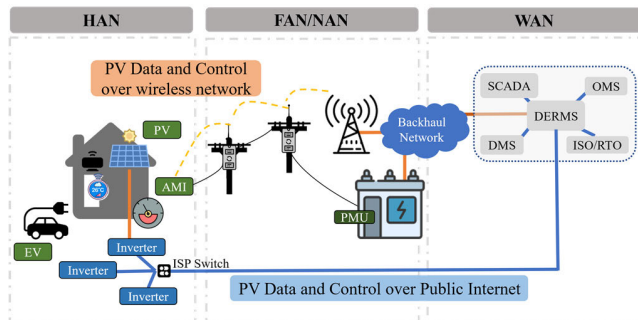 HAN
FAN/NAN
WAN
PV Data and Control
over wireless network
PV
AMI
26°C
EV
Inverter
Inverter
Inverter
ISP Switch
PMU
Backhaul
Network
SCADA
OMS
DERMS
DMS
ISO/RTO
PV Data and Control over Public Internet